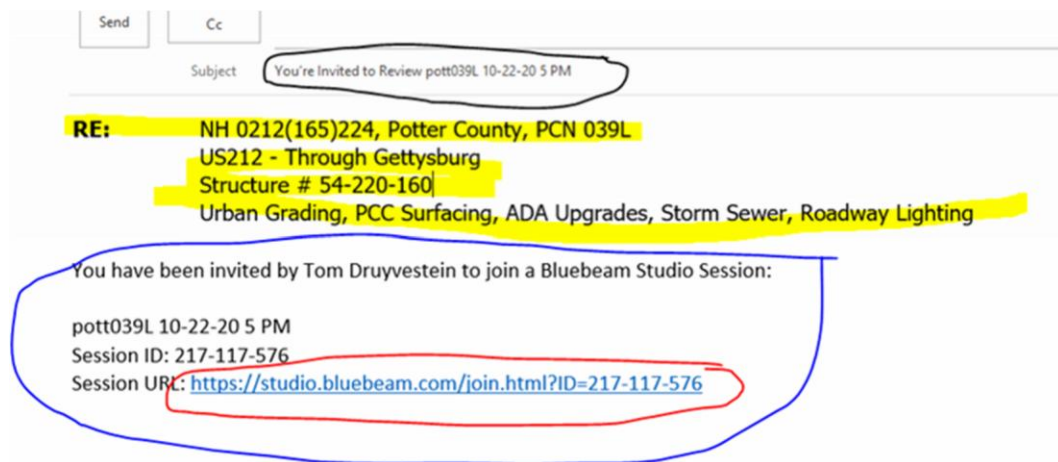 Send
Cc
Subject You're Invited to Review pott039L 10-22-20 5 PM
RE: NH 0212(165)224, Potter County, PCN 039L
US212 - Through Gettysburg
Structure # 54-220-160
Urban Grading, PCC Surfacing, ADA Upgrades, Storm Sewer, Roadway Lighting
You have been invited by Tom Druyvestein to join a Bluebeam Studio Session:
pott039L 10-22-20 5 PM
Session ID: 217-117-576
Session URL: https://studio.bluebeam.com/join.html?ID=217-117-576